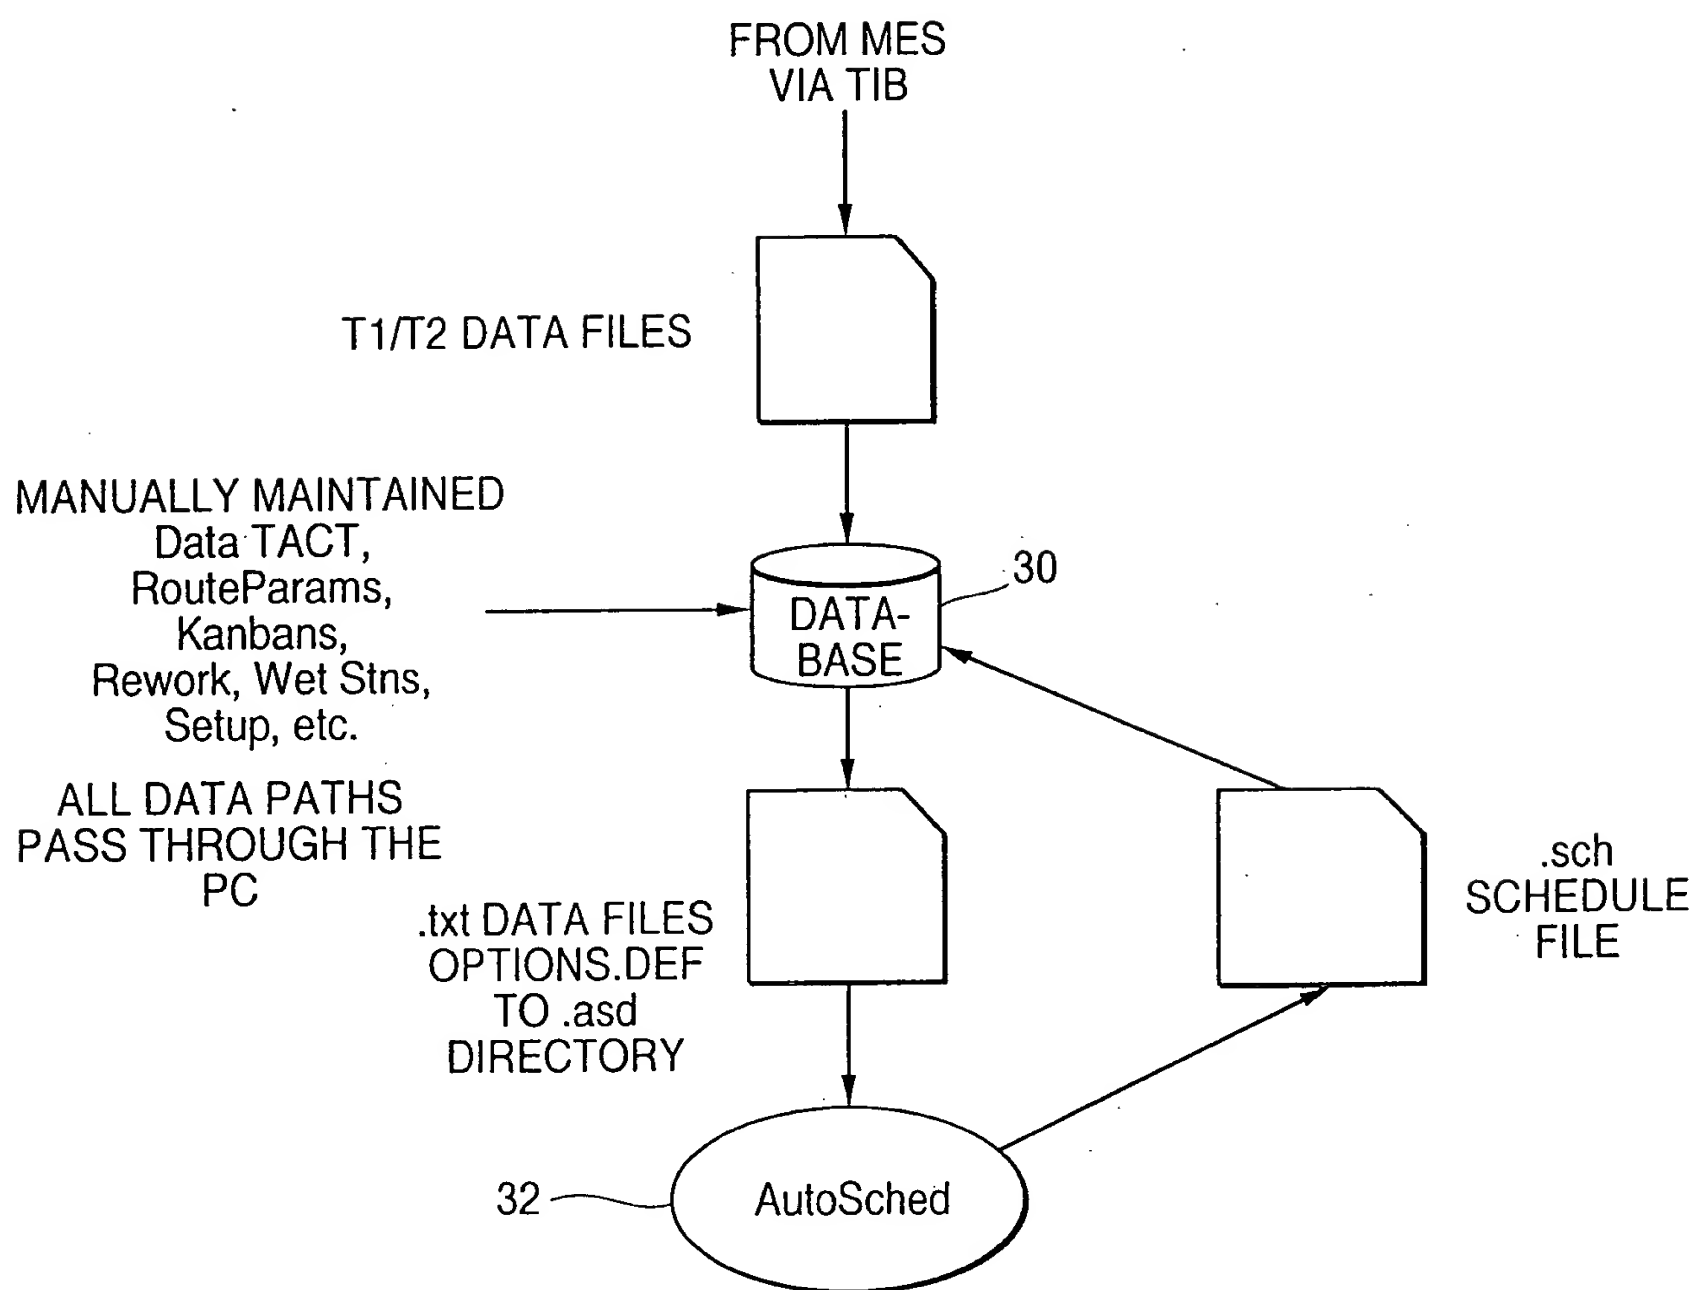 FROM MES
VIA TIB
T1/T2 DATA FILES
MANUALLY MAINTAINED
Data TACT,
RouteParams,
Kanbans,
Rework, Wet Stns,
Setup, etc.
30
DATA-
BASE
ALL DATA PATHS
PASS THROUGH THE
PC
.txt DATA FILES
OPTIONS.DEF
TO .asd
DIRECTORY
.sch
SCHEDULE
FILE
32
AutoSched